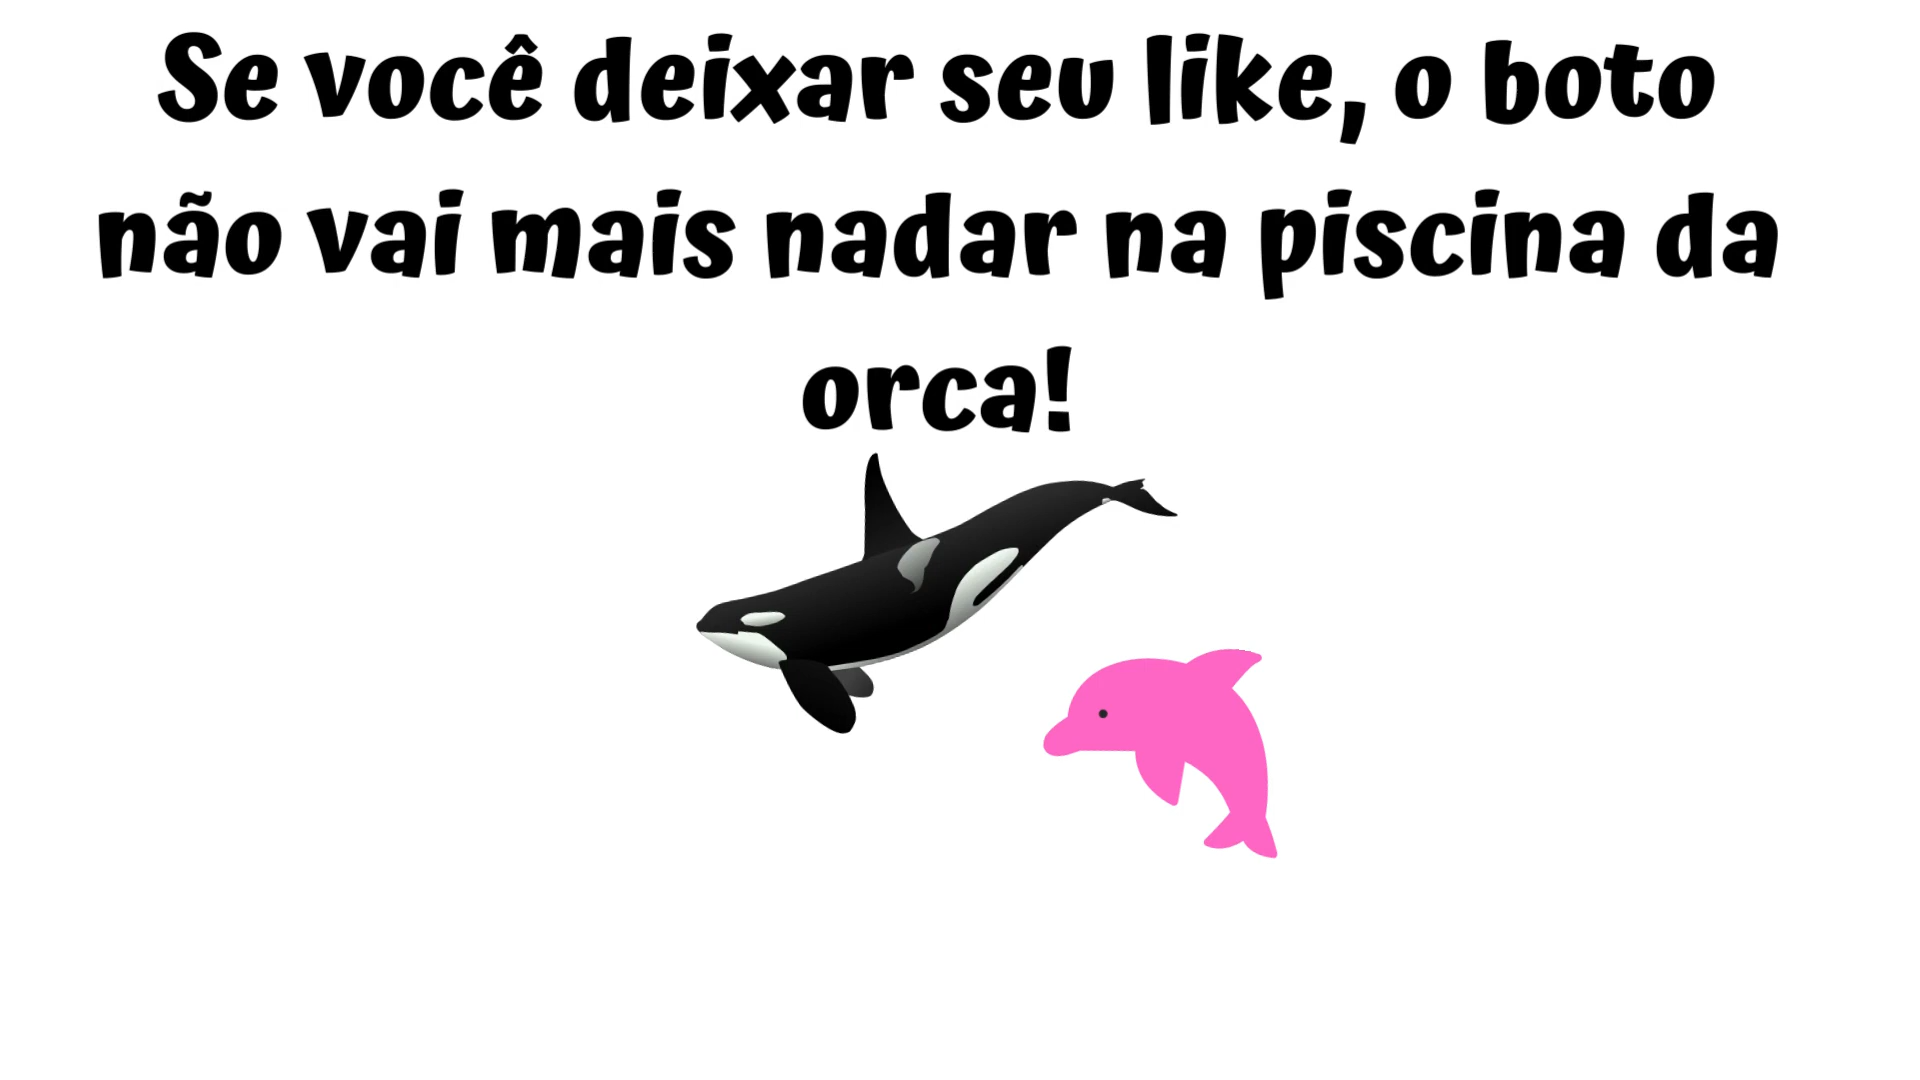 Se você deixar seu like, o boto
não vai mais nadar na piscina da
orca!